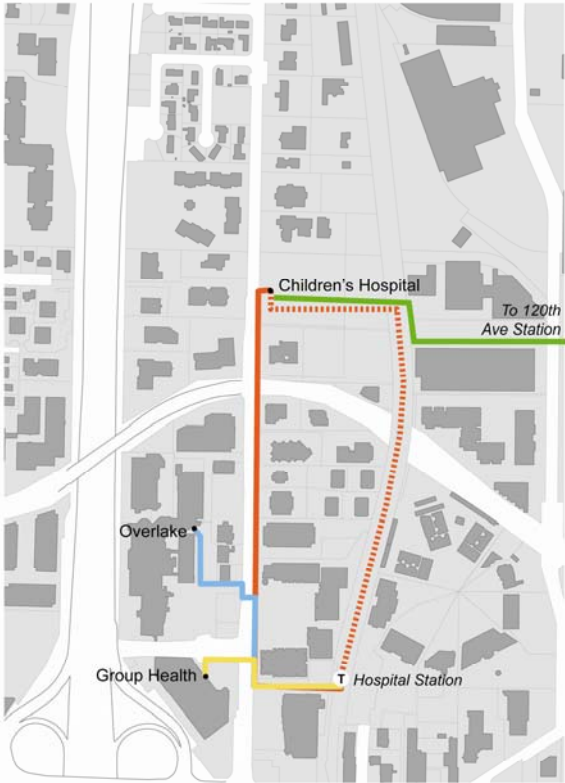 Children's Hospital
To 120th
Ave Station
Overlake
Group Health
T Hospital Station